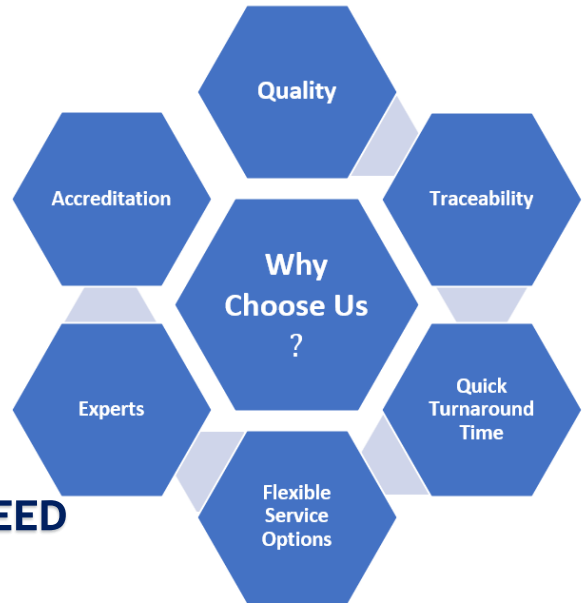 Quality
Accreditation
Traceability
Why
Choose Us
?
Experts
Quick
Turnaround
Time
Flexible
Service
Options